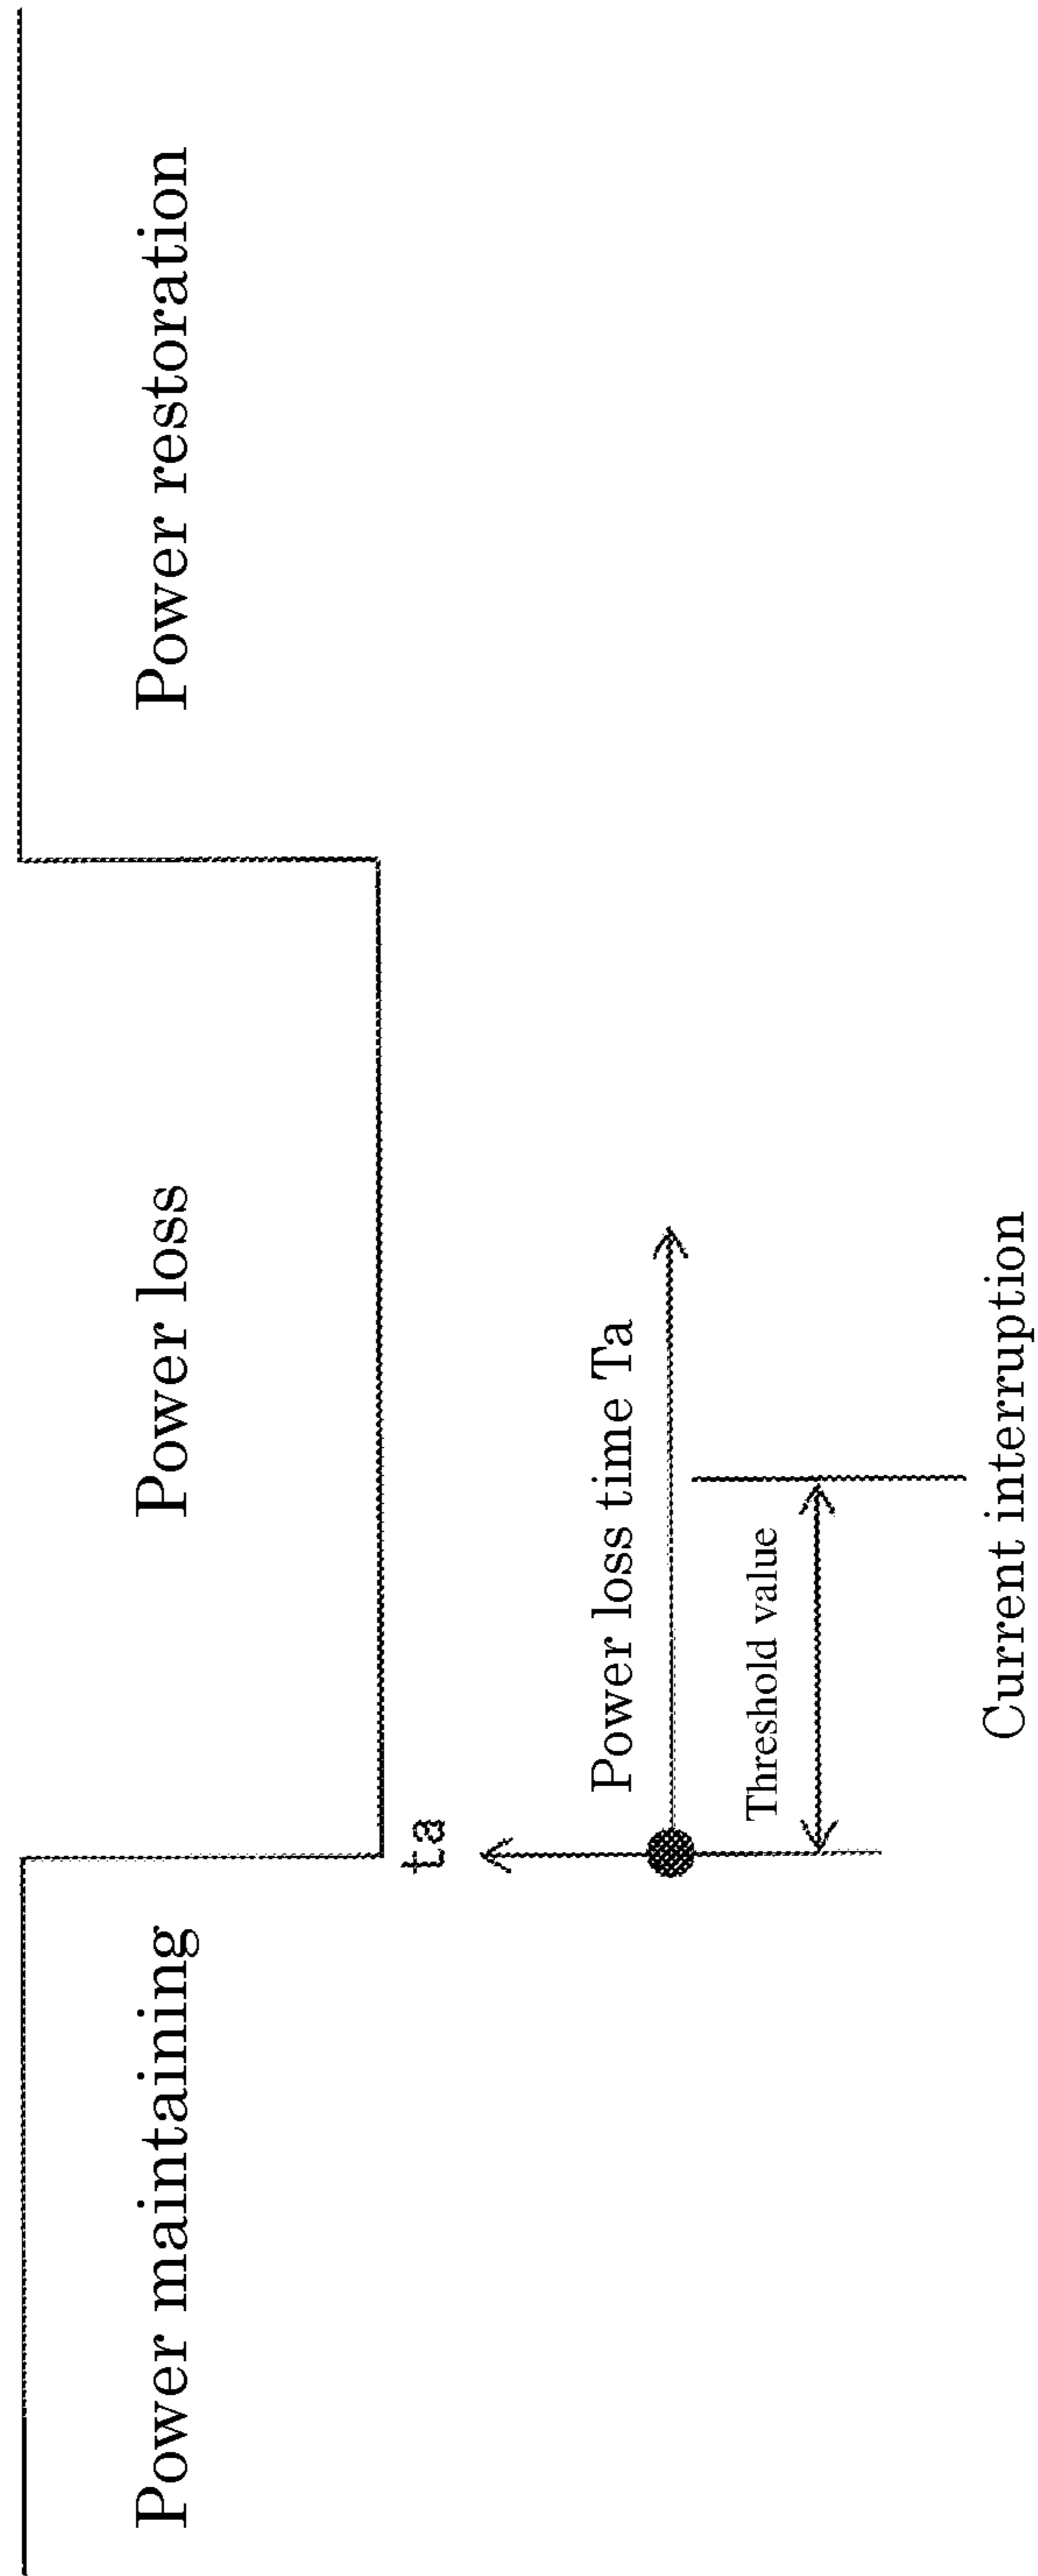 Power maintaining
Power loss
Power restoration
ta
Power loss time Ta
Threshold value
Current interruption